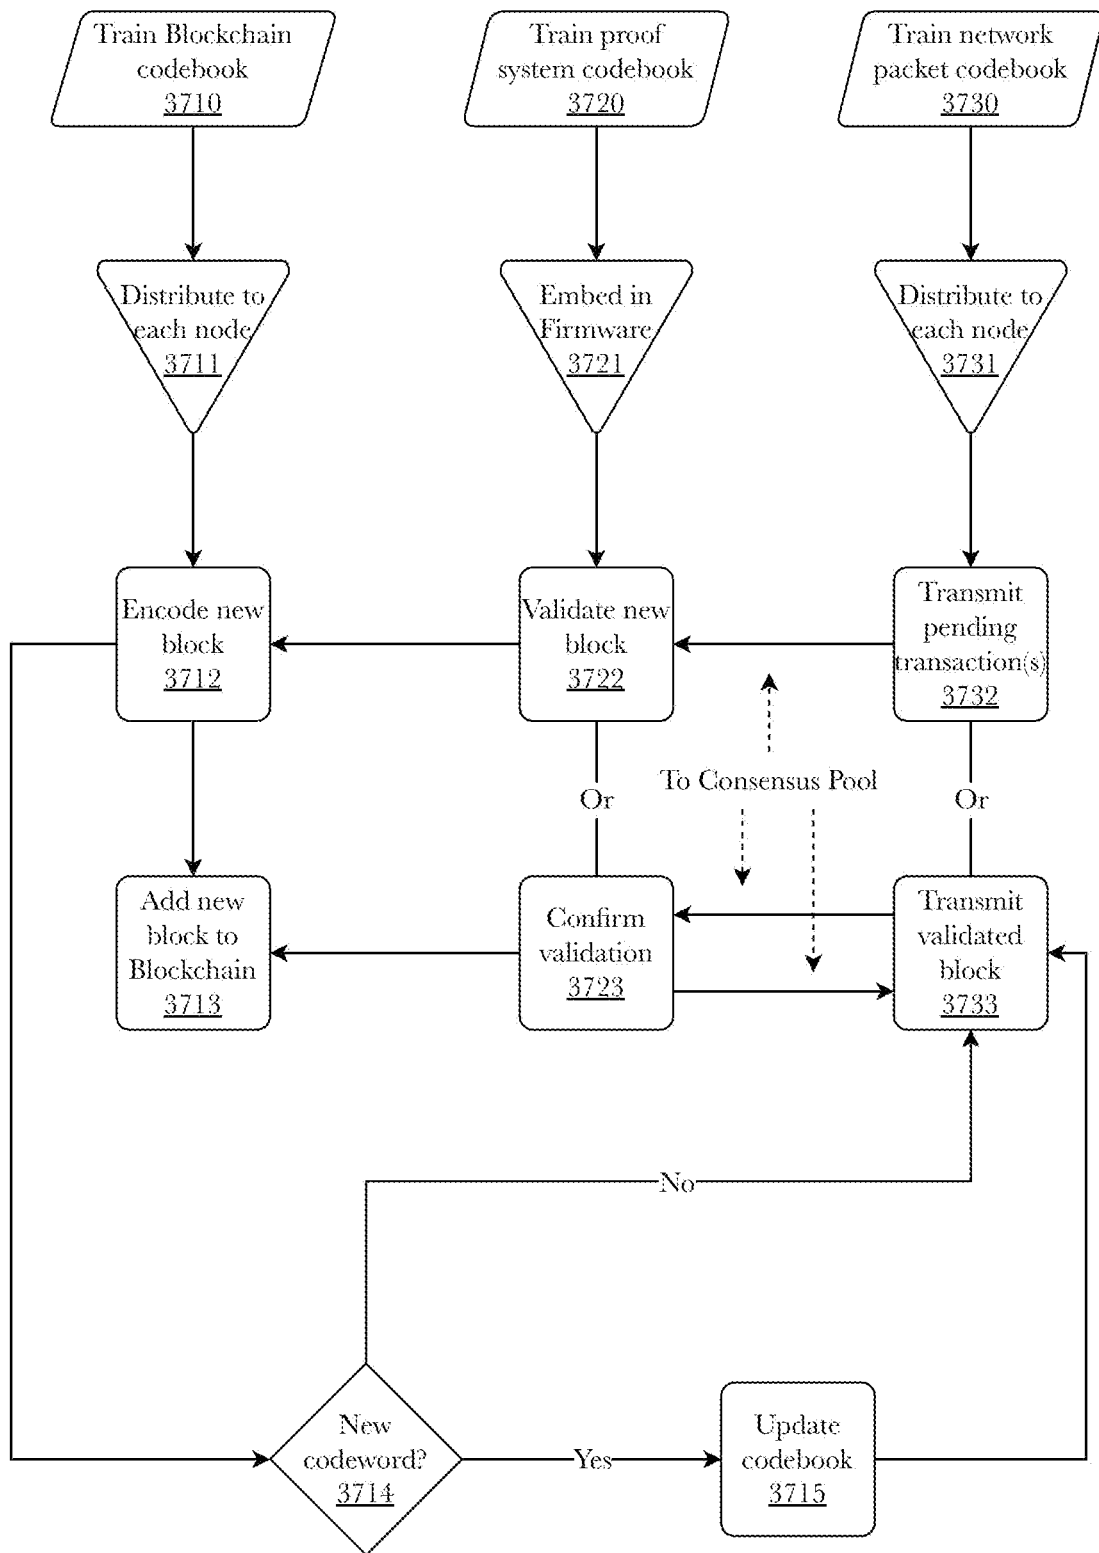 Train Blockchain
codebook
3710
Train proof
system codebook
3720
Train network
packet codebook
3730
Distribute to
each node
3711
Embed in
Firmware
3721
Distribute to
each node
3731
Encode new
block
3712
Validate new
block
3722
Transmit
pending
transaction(s)
3732
Or
To Consensus Pool
Or
Add new
block to
Blockchain
3713
Confirm
validation
3723
Transmit
validated
block
3733
No
New
codeword?
3714
Yes
Update
codebook
3715